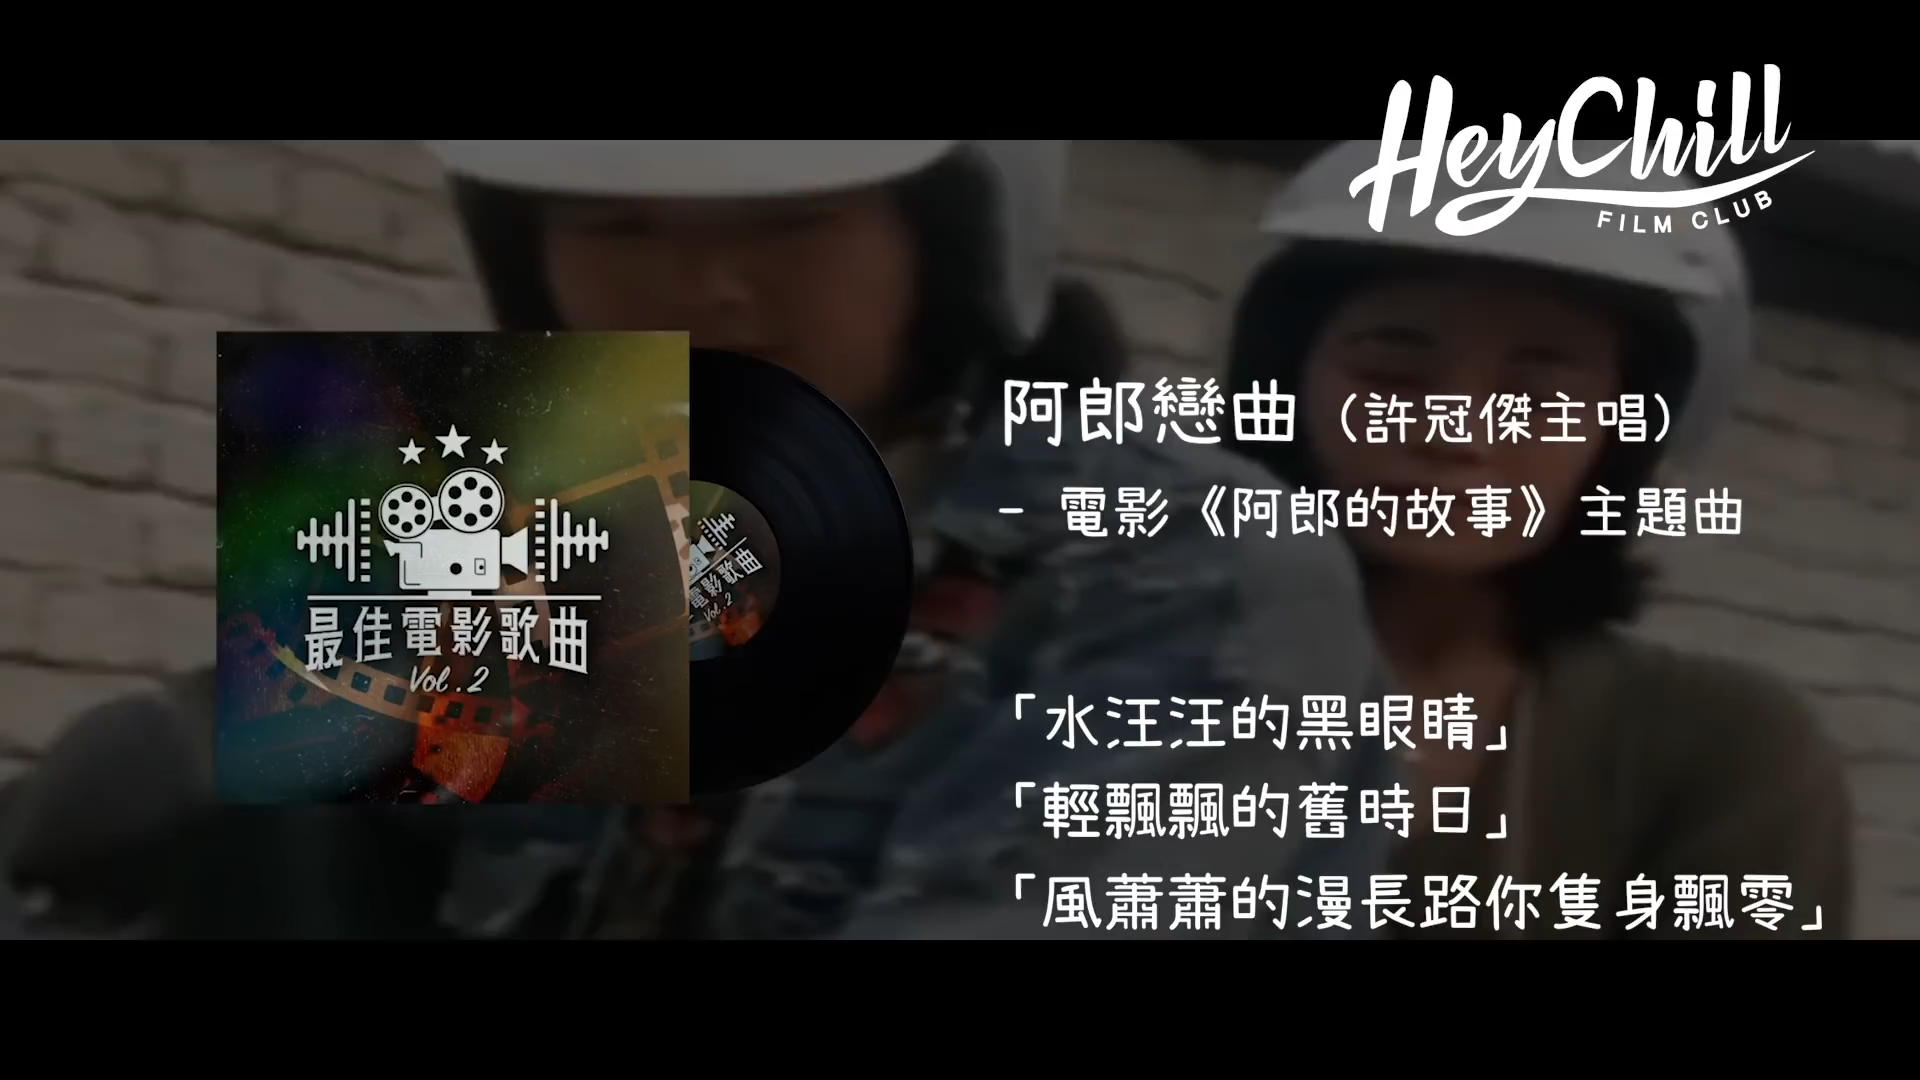 HeyChill
FILM CLUB
阿郎戀曲（許冠傑主唱）
- 電影《阿郎的故事》主題曲
最佳電影歌曲
Vol.2
電影歌曲
Vol.2
「水汪汪的黑眼睛」
「輕飄飄的舊時日」
「風蕭蕭的漫長路你隻身飄零」